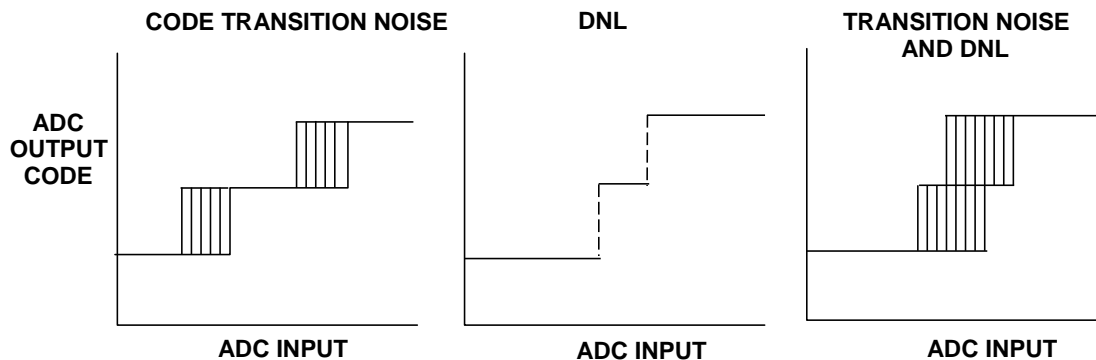 CODE TRANSITION NOISE
DNL
TRANSITION NOISE
AND DNL
ADC
OUTPUT
CODE
ADC INPUT
ADC INPUT
ADC INPUT